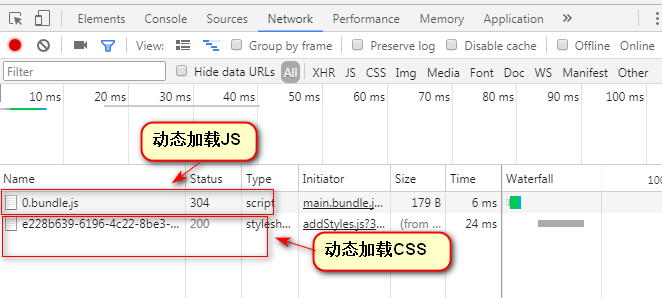 Elements Console Sources Network Performance Memory Application
View: Group by frame Preserve log Disable cache Offline Online
Filter Hide data URLs All XHR JS CSS Img Media Font Doc WS Manifest Other
10 ms 20 ms 30 ms 40 ms 50 ms 60 ms 70 ms 80 ms 90 ms 100 ms
动态加载JS
Name Status Type Initiator Size Time Waterfall 100
0.bundle.js 304 script main.bundle.j... 179 B 6 ms
e228b639-6196-4c22-8be3-... 200 stylesh... addStyles.js?3... (from ... 24 ms
动态加载CSS